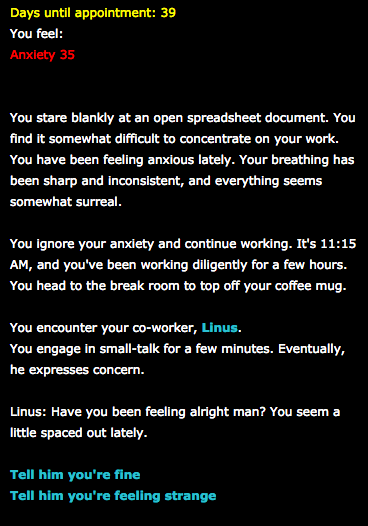 Days until appointment: 39
You feel:
Anxiety 35
You stare blankly at an open spreadsheet document. You
find it somewhat difficult to concentrate on your work.
You have been feeling anxious lately. Your breathing has
been sharp and inconsistent, and everything seems
somewhat surreal.
You ignore your anxiety and continue working. It's 11:15
AM, and you've been working diligently for a few hours.
You head to the break room to top off your coffee mug.
You encounter your co-worker, Linus.
You engage in small-talk for a few minutes. Eventually,
he expresses concern.
Linus: Have you been feeling alright man? You seem a
little spaced out lately.
Tell him you're fine
Tell him you're feeling strange